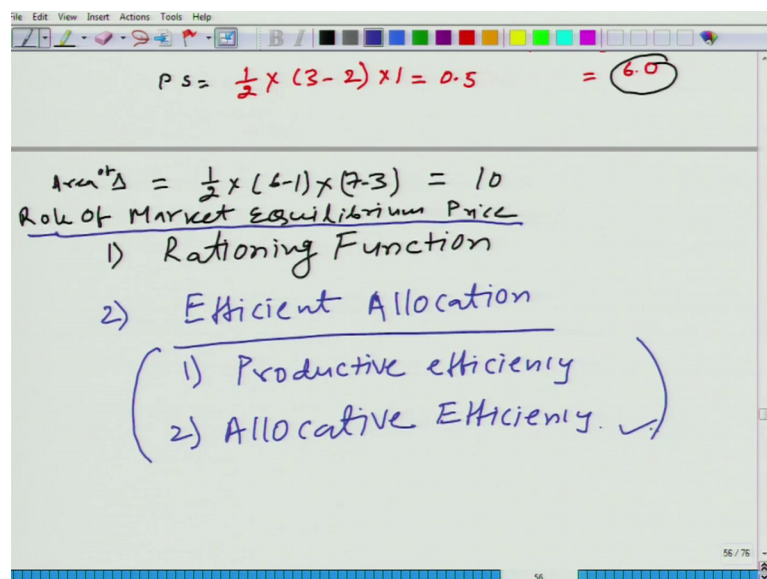 File Edit View Insert Actions Tools Help
B I
PS = 1/2 × (3-2) × 1 = 0.5 = 6.0
Area of Δ = 1/2 × (6-1) × (7-3) = 10
Role Of Market Equilibrium Price
1) Rationing Function
2) Efficient Allocation
1) Productive efficiency
2) Allocative Efficiency. ✓
56 / 76
56